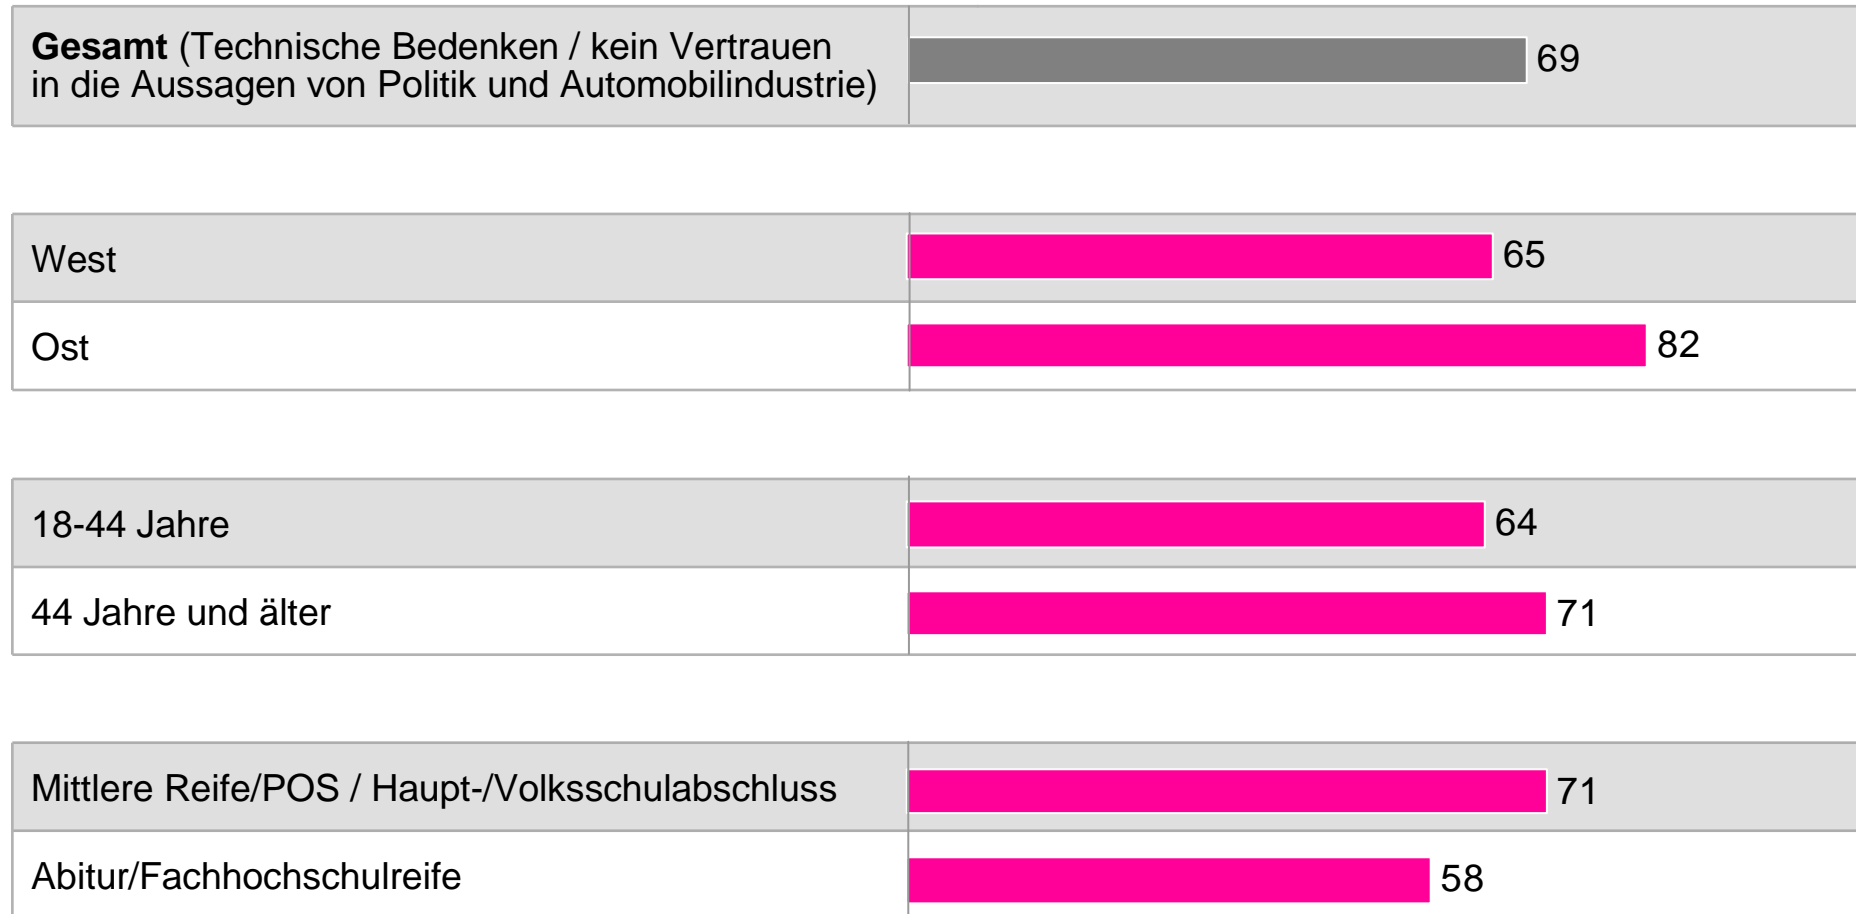 Gesamt (Technische Bedenken / kein Vertrauen
in die Aussagen von Politik und Automobilindustrie)
69
West
65
Ost
82
18-44 Jahre
64
44 Jahre und älter
71
Mittlere Reife/POS / Haupt-/Volksschulabschluss
71
Abitur/Fachhochschulreife
58